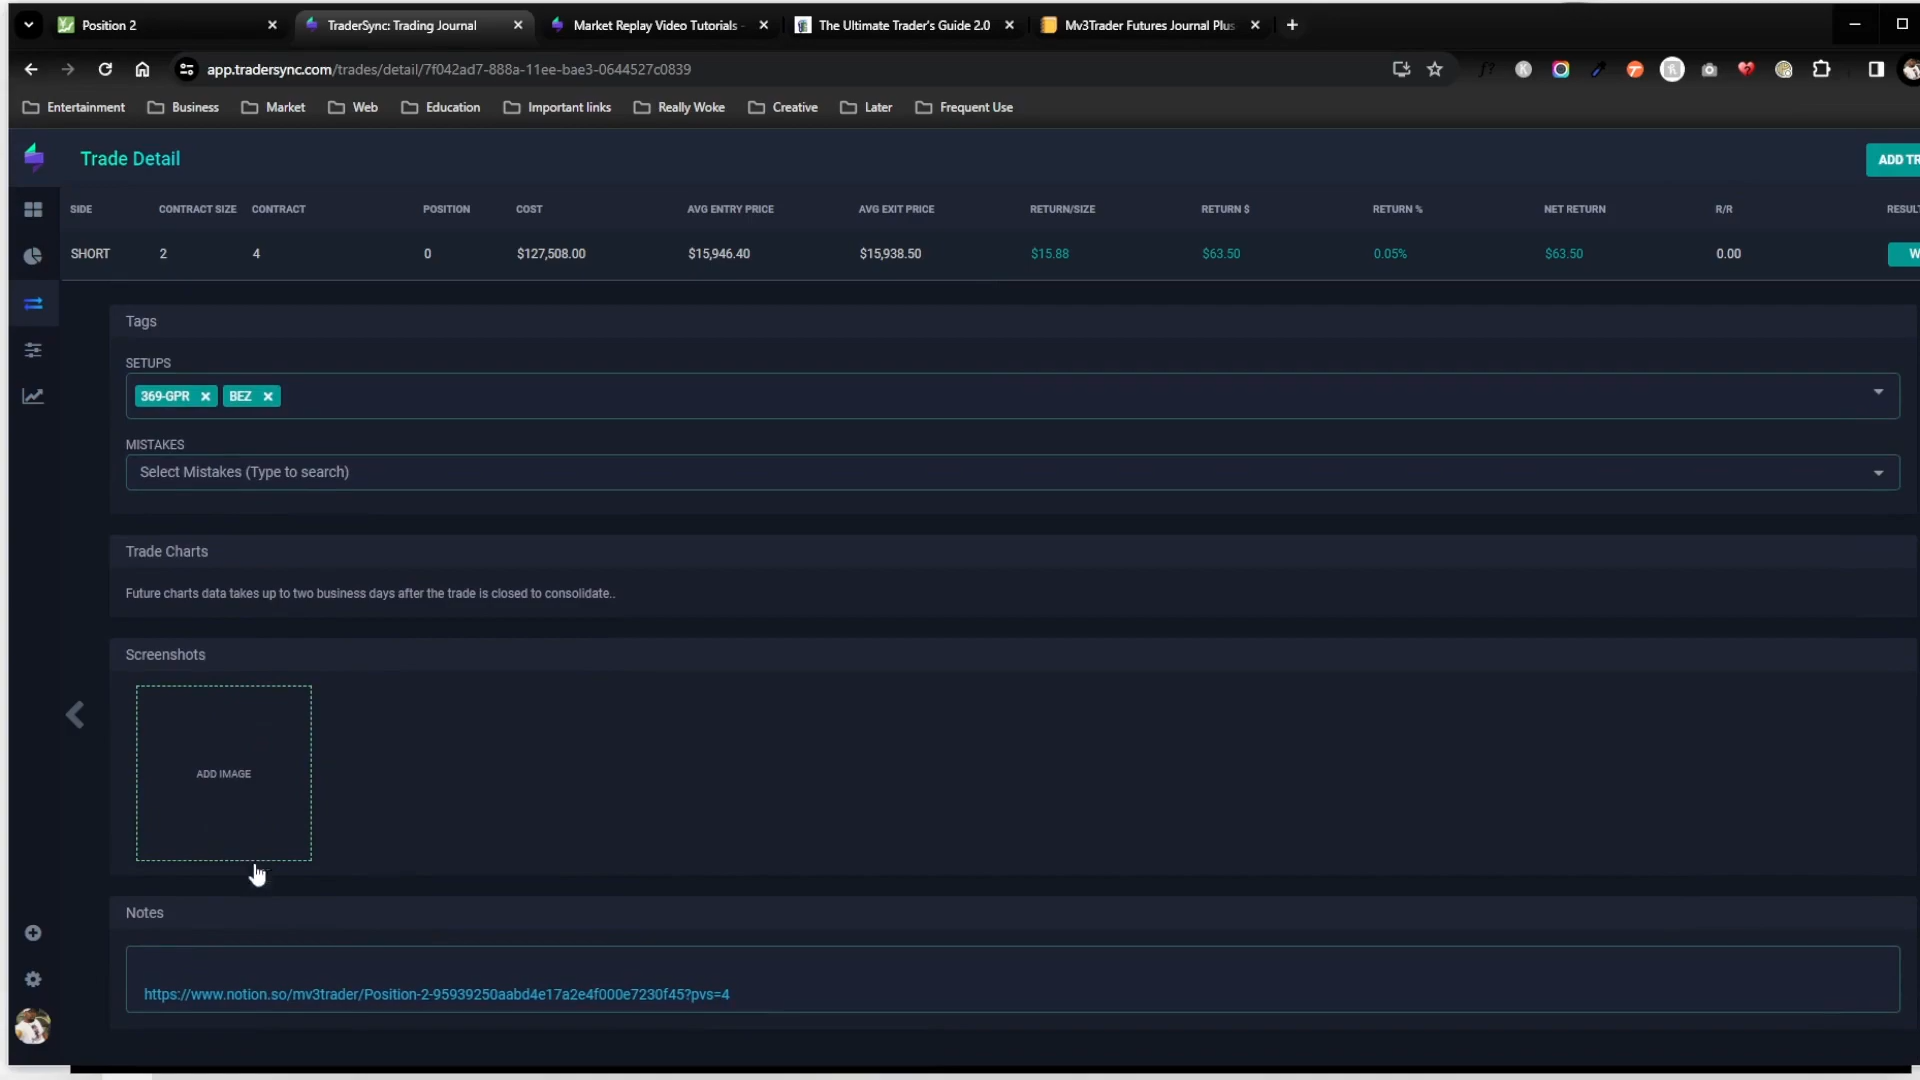 Position 2
TraderSync: Trading Journal
Market Replay Video Tutorials -
The Ultimate Trader's Guide 2.0
Mv3Trader Futures Journal Plus
app.tradersync.com/trades/detail/7f042ad7-888a-11ee-bae3-0644527c0839
Entertainment
Business
Market
Web
Education
Important links
Really Woke
Creative
Later
Frequent Use
Trade Detail
ADD TR
SIDE CONTRACT SIZE CONTRACT POSITION COST AVG ENTRY PRICE AVG EXIT PRICE RETURN/SIZE RETURN $ RETURN % NET RETURN R/R RESULT
SHORT 2 4 0 $127,508.00 $15,946.40 $15,938.50 $15.88 $63.50 0.05% $63.50 0.00 W
Tags
SETUPS
369-GPR BEZ
MISTAKES
Select Mistakes (Type to search)
Trade Charts
Future charts data takes up to two business days after the trade is closed to consolidate..
Screenshots
ADD IMAGE
Notes
https://www.notion.so/mv3trader/Position-2-95939250aabd4e17a2e4f000e7230f45?pvs=4